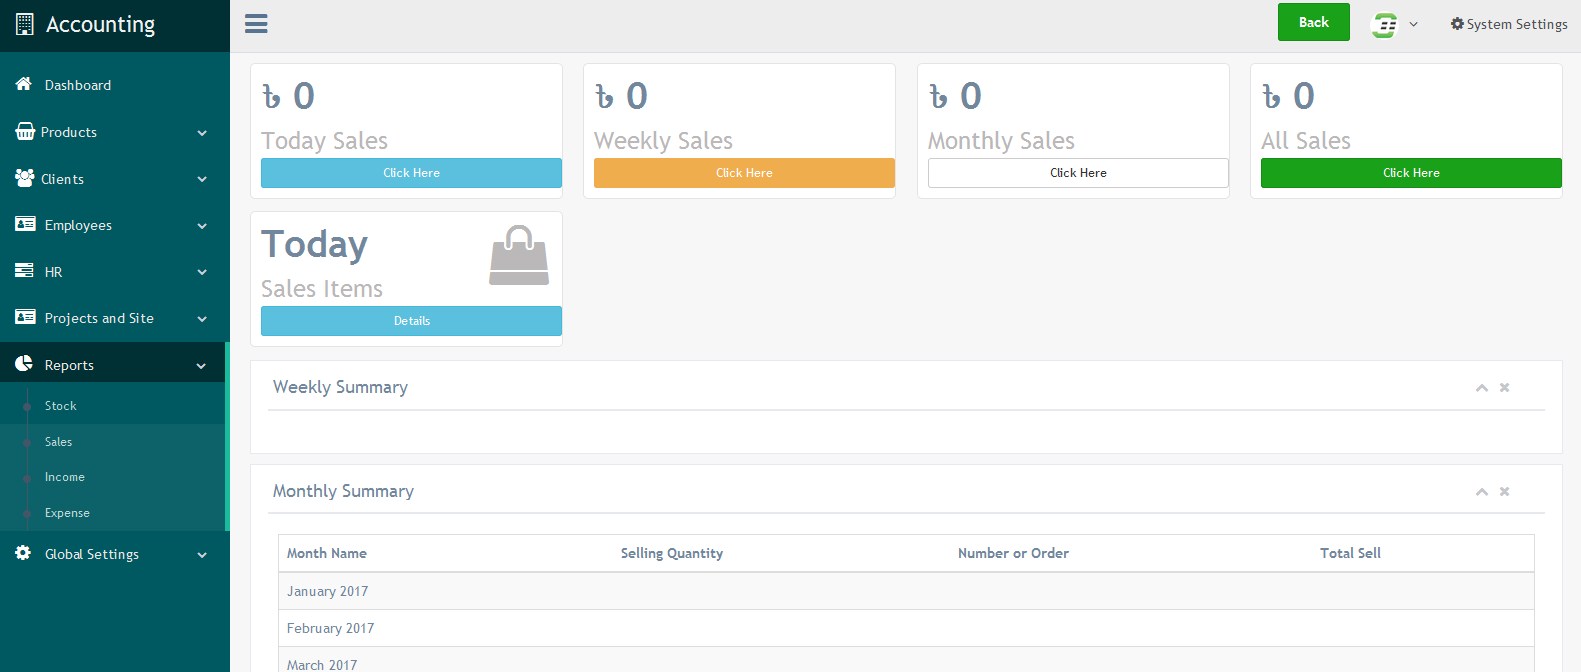 Accounting
Back
System Settings
Dashboard
Products
Clients
Employees
HR
Projects and Site
Reports
Stock
Sales
Income
Expense
Global Settings
৳ 0
Today Sales
Click Here
৳ 0
Weekly Sales
Click Here
৳ 0
Monthly Sales
Click Here
৳ 0
All Sales
Click Here
Today
Sales Items
Details
Weekly Summary
Monthly Summary
Month Name Selling Quantity Number or Order Total Sell
January 2017
February 2017
March 2017